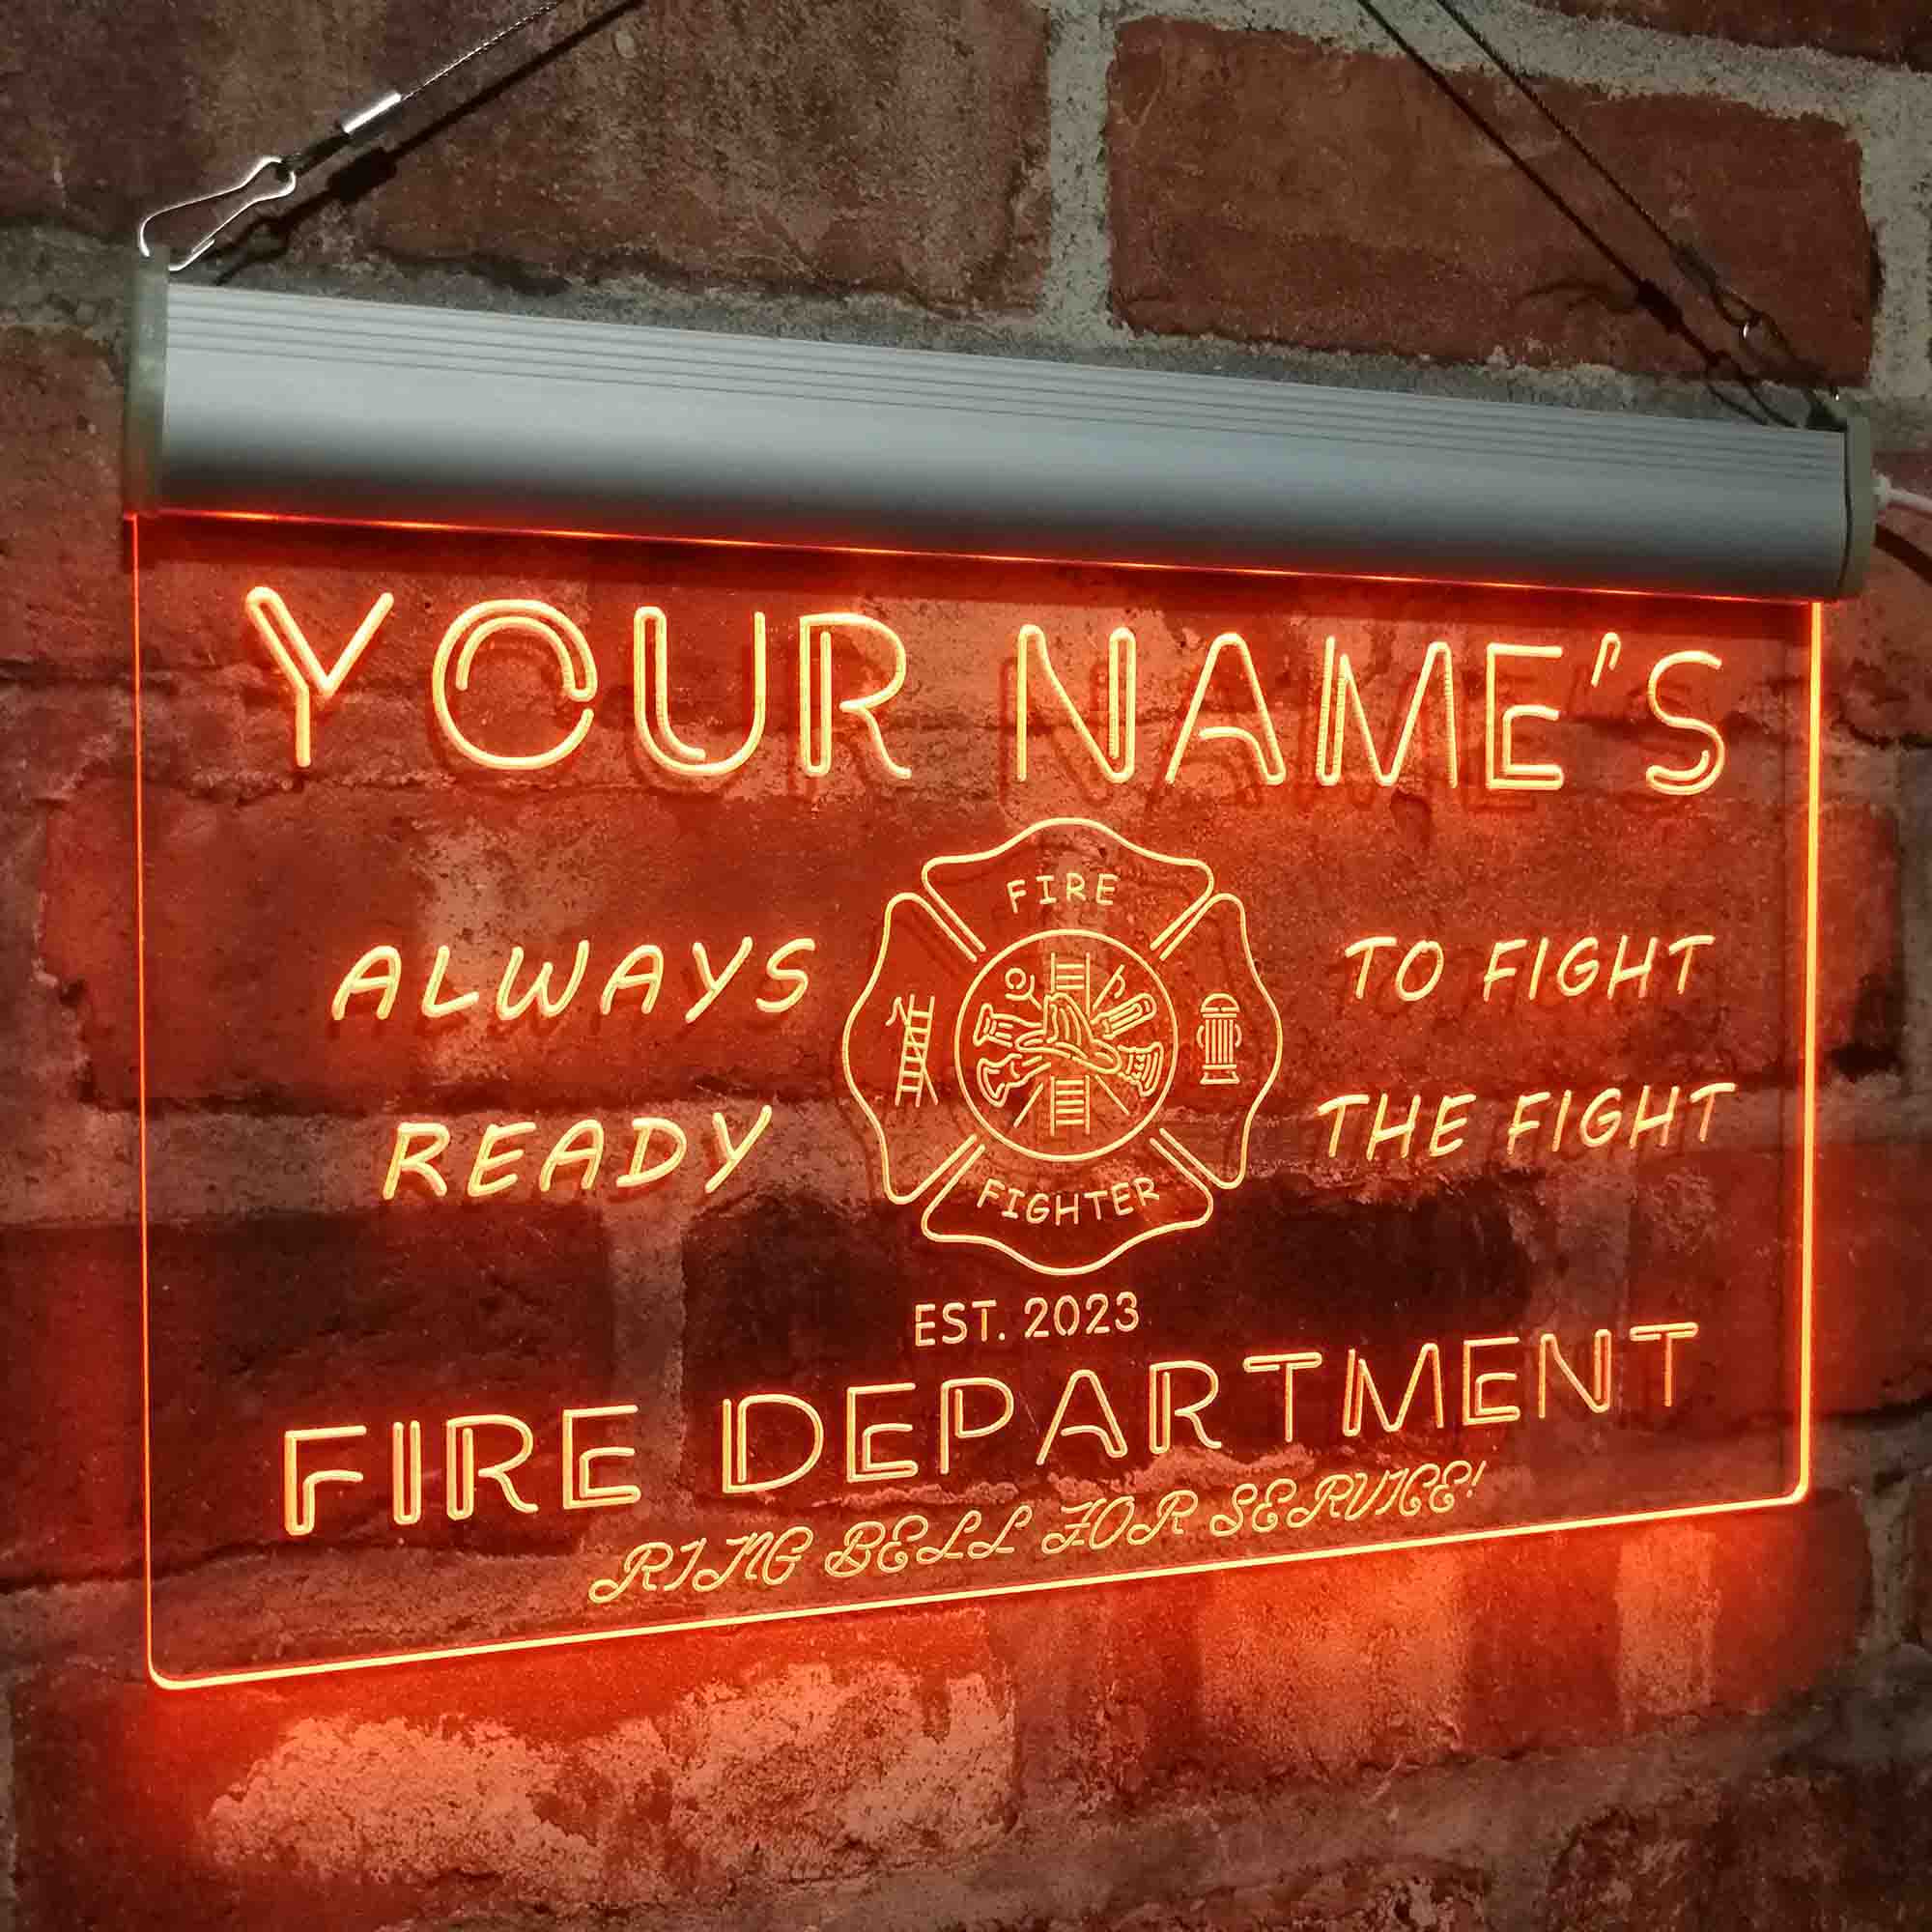 YOUR NAME'S
FIRE
ALWAYS
READY
TO FIGHT
THE FIGHT
FIGHTER
EST. 2023
FIRE DEPARTMENT
RING BELL FOR SERVICE!